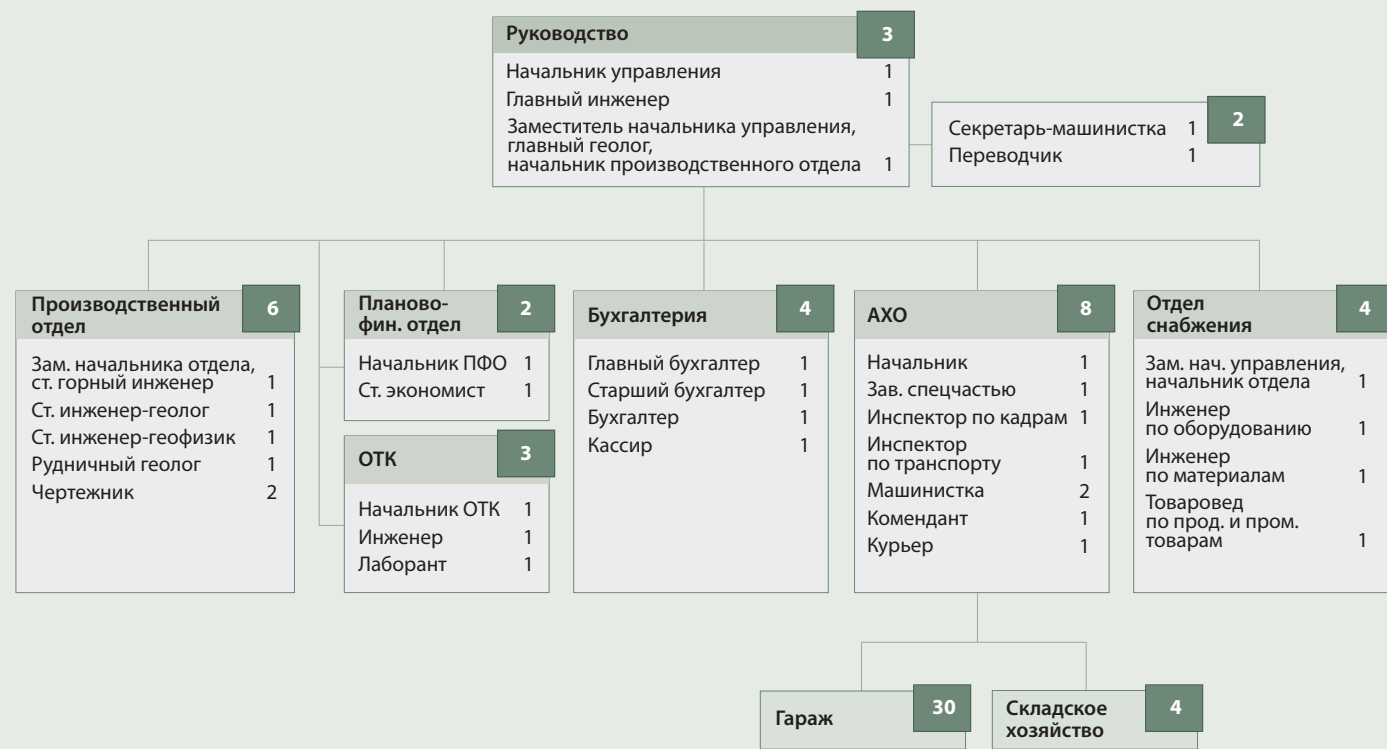 Руководство 3
Начальник управления 1
Главный инженер 1
Заместитель начальника управления,
главный геолог,
начальник производственного отдела 1
Секретарь-машинистка 1
Переводчик 1
2
Производственный
отдел
6
Зам. начальника отдела,
ст. горный инженер 1
Ст. инженер-геолог 1
Ст. инженер-геофизик 1
Рудничный геолог 1
Чертежник 2
Планово-
фин. отдел
2
Начальник ПФО 1
Ст. экономист 1
ОТК 3
Начальник ОТК 1
Инженер 1
Лаборант 1
Бухгалтерия 4
Главный бухгалтер 1
Старший бухгалтер 1
Бухгалтер 1
Кассир 1
АХО 8
Начальник 1
Зав. спецчастью 1
Инспектор по кадрам 1
Инспектор
по транспорту 1
Машинистка 2
Комендант 1
Курьер 1
Отдел
снабжения
4
Зам. нач. управления,
начальник отдела 1
Инженер
по оборудованию 1
Инженер
по материалам 1
Товаровед
по прод. и пром.
товарам 1
Гараж 30
Складское
хозяйство
4